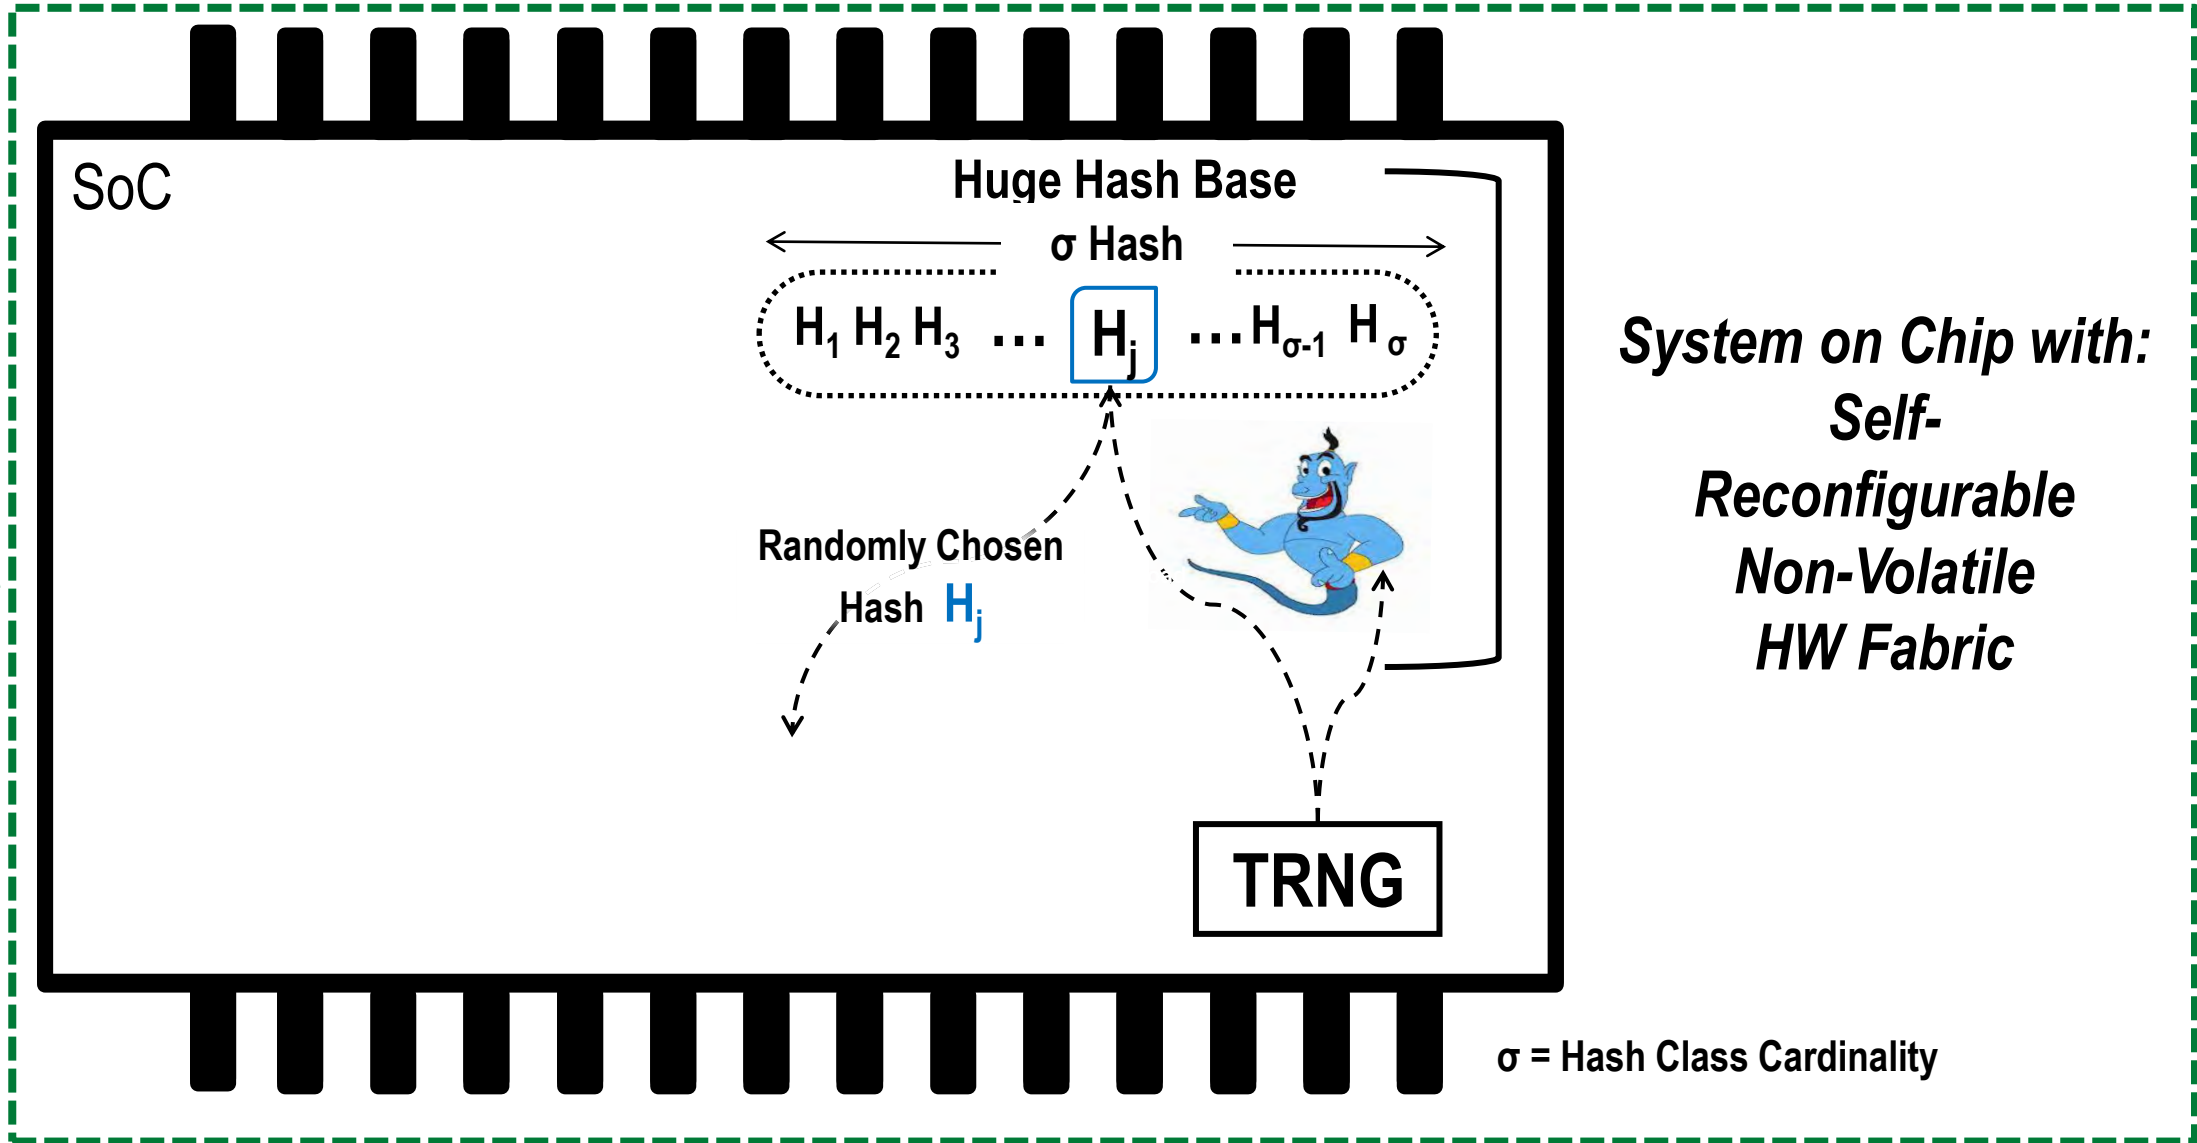 SoC
Huge Hash Base
σ Hash
H1 H2 H3 ... Hj ...Hσ-1 Hσ
Randomly Chosen
Hash Hj
TRNG
System on Chip with:
Self-
Reconfigurable
Non-Volatile
HW Fabric
σ = Hash Class Cardinality